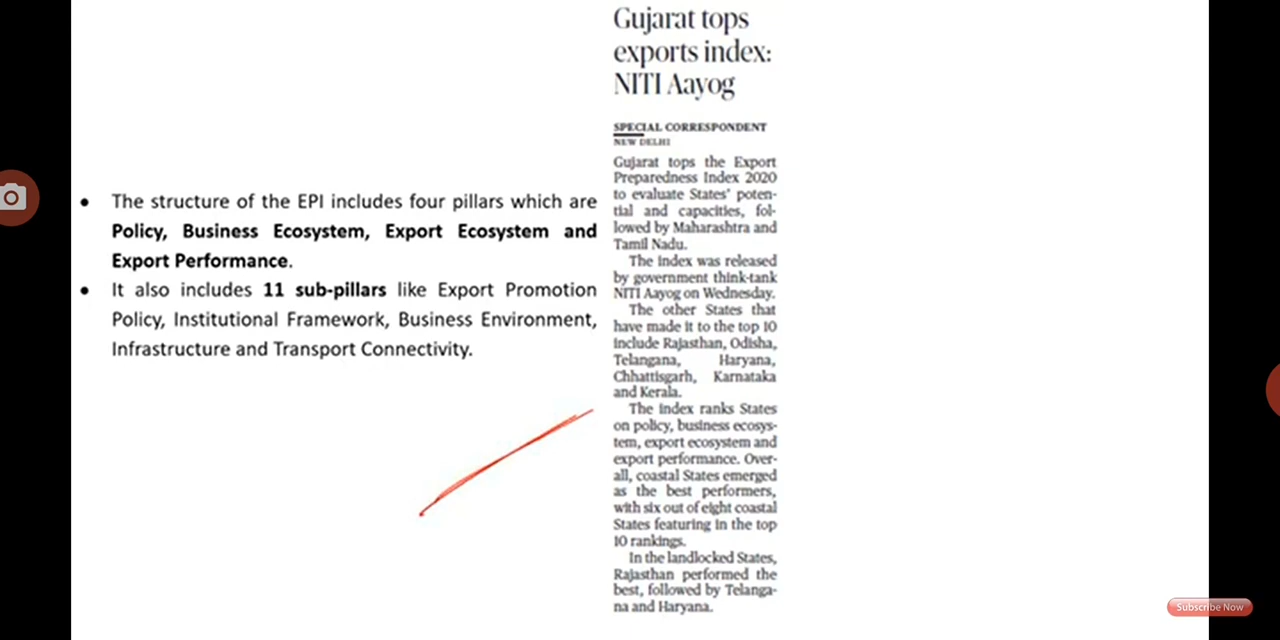 The structure of the EPI includes four pillars which are
Policy, Business Ecosystem, Export Ecosystem and
Export Performance.
It also includes 11 sub-pillars like Export Promotion
Policy, Institutional Framework, Business Environment,
Infrastructure and Transport Connectivity.
Gujarat tops
exports index:
NITI Aayog
SPECIAL CORRESPONDENT
NEW DELHI
Gujarat tops the Export
Preparedness Index 2020
to evaluate States' poten-
tial and capacities, fol-
lowed by Maharashtra and
Tamil Nadu.
The index was released
by government think-tank
NITI Aayog on Wednesday.
The other States that
have made it to the top 10
include Rajasthan, Odisha,
Telangana, Haryana,
Chhattisgarh, Karnataka
and Kerala.
The index ranks States
on policy, business ecosys-
tem, export ecosystem and
export performance. Over-
all, coastal States emerged
as the best performers,
with six out of eight coastal
States featuring in the top
10 rankings.
In the landlocked States,
Rajasthan performed the
best, followed by Telanga-
na and Haryana.
Subscribe Now